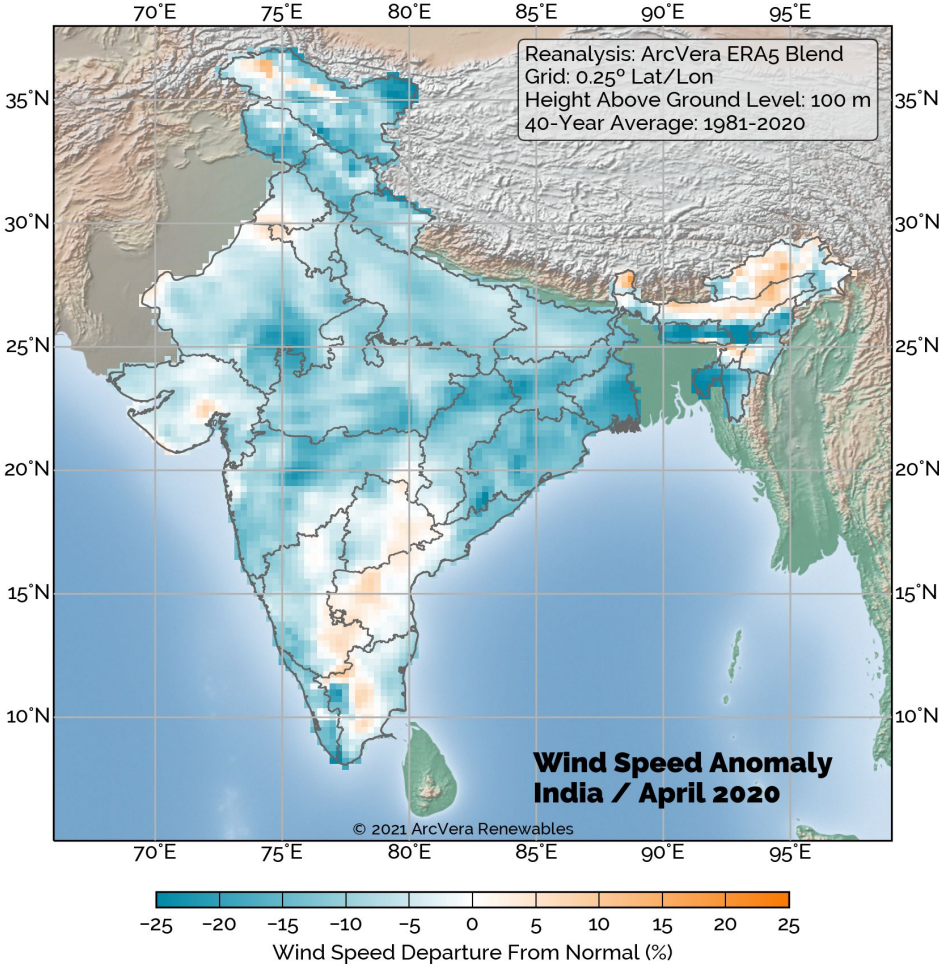 70°E 75°E 80°E 85°E 90°E 95°E
Reanalysis: ArcVera ERA5 Blend
Grid: 0.25º Lat/Lon
Height Above Ground Level: 100 m
40-Year Average: 1981-2020
35°N 35°N
30°N 30°N
25°N 25°N
20°N 20°N
15°N 15°N
10°N 10°N
Wind Speed Anomaly
India / April 2020
© 2021 ArcVera Renewables
70°E 75°E 80°E 85°E 90°E 95°E
−25 −20 −15 −10 −5 0 5 10 15 20 25
Wind Speed Departure From Normal (%)